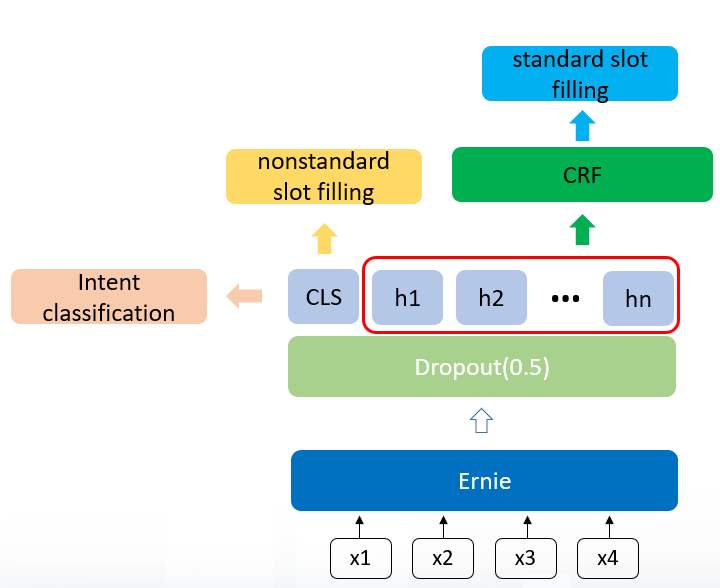 standard slot
filling
nonstandard
slot filling
CRF
Intent
classification
CLS
h1
h2
•••
hn
Dropout(0.5)
Ernie
x1
x2
x3
x4